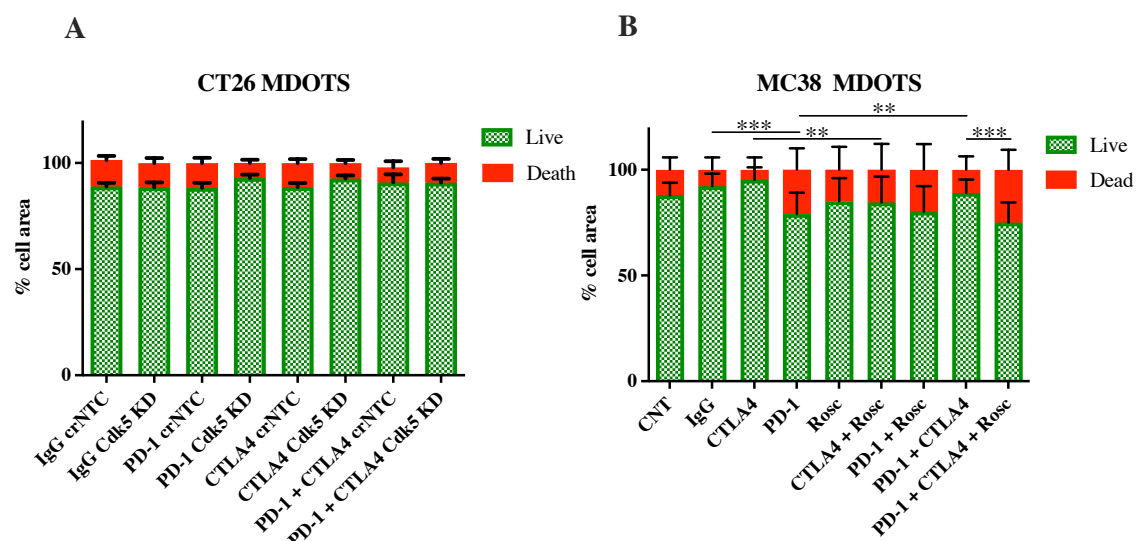 A
CT26 MDOTS
% cell area
100
50
0
Live
Death
IgG crNTC
IgG Cdk5 KD
PD-1 crNTC
PD-1 Cdk5 KD
CTLA4 crNTC
CTLA4 Cdk5 KD
PD-1 + CTLA4 crNTC
PD-1 + CTLA4 Cdk5 KD
B
MC38 MDOTS
**
*** ** ***
% cell area
100
50
0
Live
Dead
CNT
IgG
CTLA4
PD-1
Rosc
CTLA4 + Rosc
PD-1 + Rosc
PD-1 + CTLA4
PD-1 + CTLA4 + Rosc